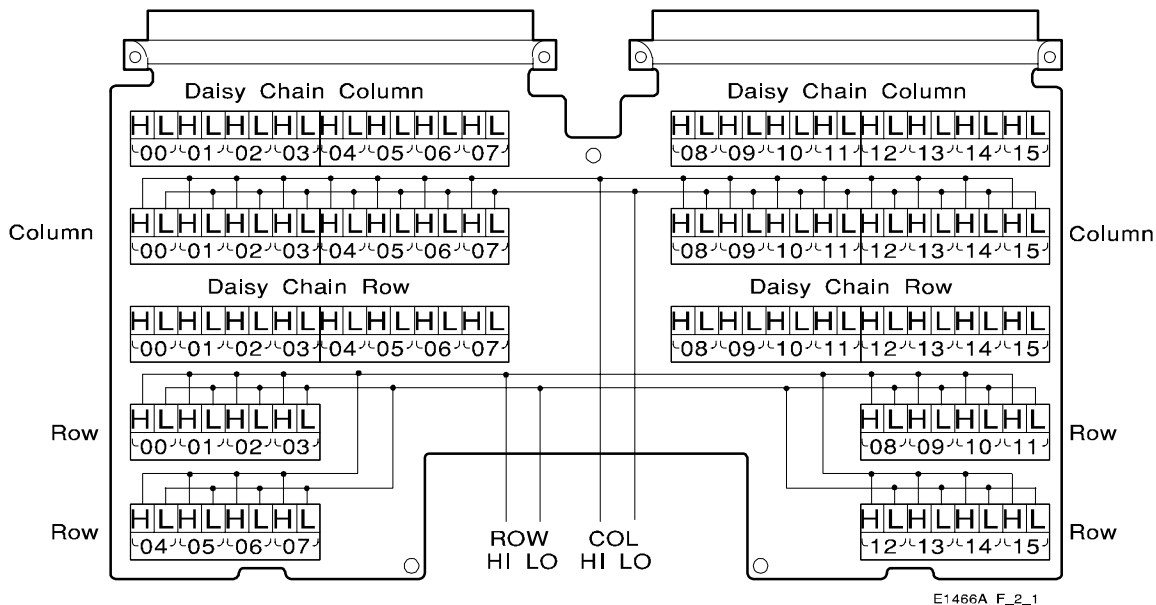 Daisy Chain Column Daisy Chain Column
H L H L H L H L H L H L H L H L H L H L H L H L H L H L H L H L
00 01 02 03 04 05 06 07 08 09 10 11 12 13 14 15
Column H L H L H L H L H L H L H L H L H L H L H L H L H L H L H L H L Column
00 01 02 03 04 05 06 07 08 09 10 11 12 13 14 15
Daisy Chain Row Daisy Chain Row
H L H L H L H L H L H L H L H L H L H L H L H L H L H L H L H L
00 01 02 03 04 05 06 07 08 09 10 11 12 13 14 15
Row H L H L H L H L H L H L H L H L Row
00 01 02 03 08 09 10 11
Row H L H L H L H L H L H L H L H L Row
04 05 06 07 12 13 14 15
ROW COL
HI LO HI LO
E1466A F_2_1